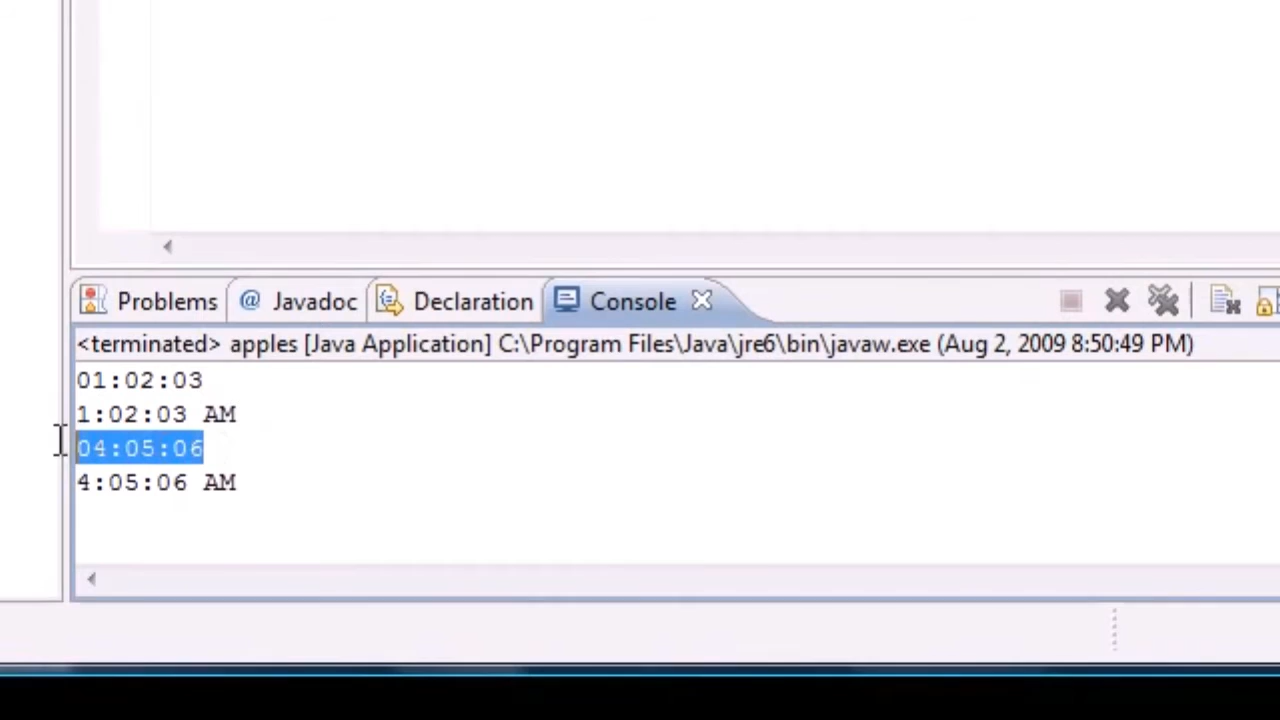 Problems @ Javadoc Declaration Console
<terminated> apples [Java Application] C:\Program Files\Java\jre6\bin\javaw.exe (Aug 2, 2009 8:50:49 PM)
01:02:03
1:02:03 AM
04:05:06
4:05:06 AM